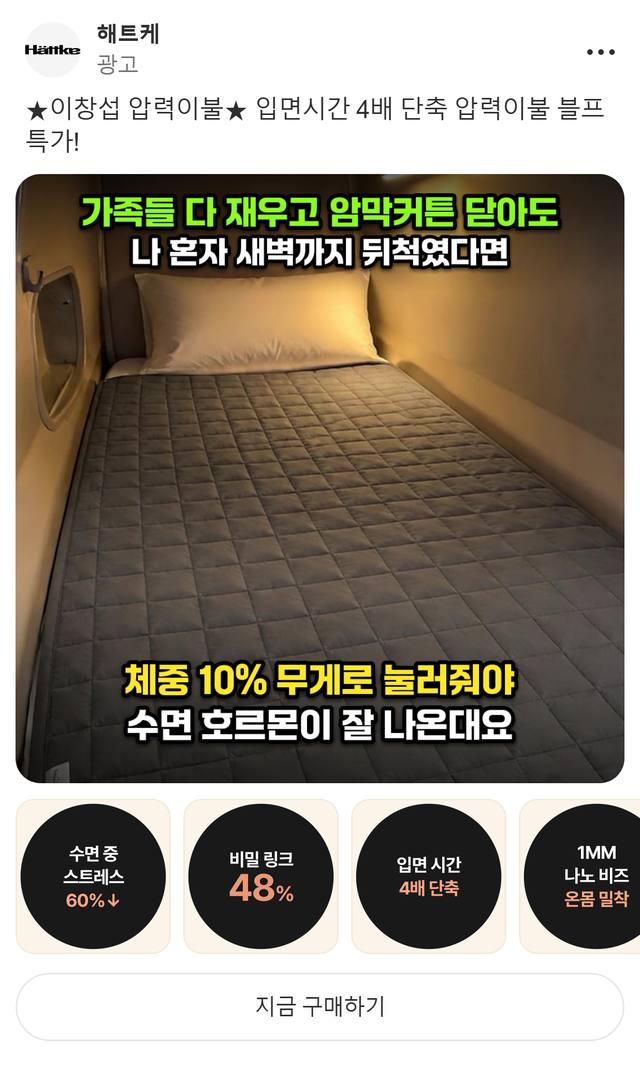 Hättke
해트케
광고
★이창섭 압력이불★ 입면시간 4배 단축 압력이불 블프
특가!
가족들 다 재우고 암막커튼 닫아도
나 혼자 새벽까지 뒤척였다면
체중 10% 무게로 눌러줘야
수면 호르몬이 잘 나온대요
수면 중
스트레스
60%↓
비밀 링크
48%
입면 시간
4배 단축
1MM
나노 비즈
온몸 밀착
지금 구매하기